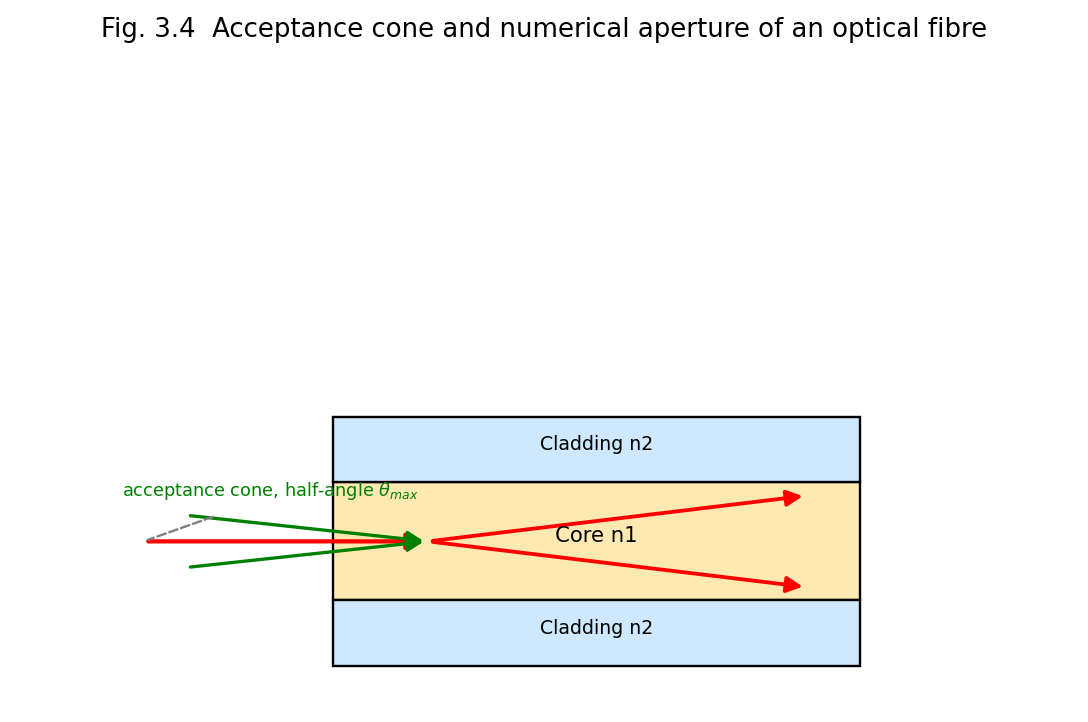 Fig. 3.4  Acceptance cone and numerical aperture of an optical fibre
Cladding n2
acceptance cone, half-angle θ_max
Core n1
Cladding n2